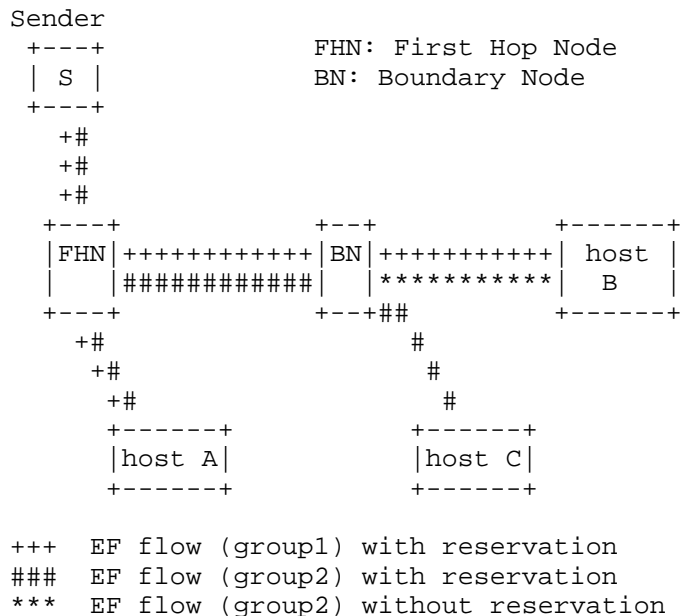 Sender
 +---+                  FHN: First Hop Node
 | S |                  BN: Boundary Node
 +---+
   +#
   +#
   +#
  +---+              +--+              +------+
  |FHN|++++++++++++|BN|+++++++++++| host |
  |   |############|  |***********|  B   |
  +---+              +--+##            +------+
    +#                     #
     +#                     #
      +#                     #
      +------+             +------+
      |host A|             |host C|
      +------+             +------+

+++  EF flow (group1) with reservation
###  EF flow (group2) with reservation
***  EF flow (group2) without reservation